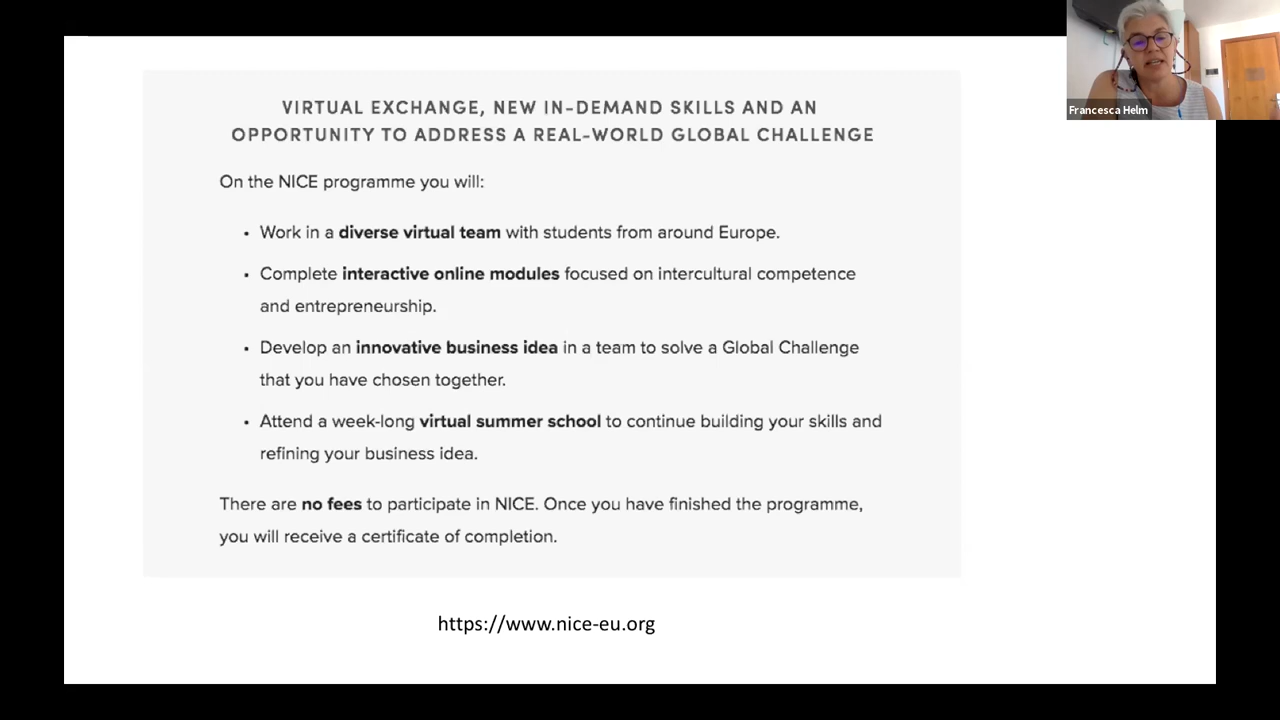 VIRTUAL EXCHANGE, NEW IN-DEMAND SKILLS AND AN
OPPORTUNITY TO ADDRESS A REAL-WORLD GLOBAL CHALLENGE
On the NICE programme you will:
• Work in a diverse virtual team with students from around Europe.
• Complete interactive online modules focused on intercultural competence
and entrepreneurship.
• Develop an innovative business idea in a team to solve a Global Challenge
that you have chosen together.
• Attend a week-long virtual summer school to continue building your skills and
refining your business idea.
There are no fees to participate in NICE. Once you have finished the programme,
you will receive a certificate of completion.
https://www.nice-eu.org
Francesca Helm